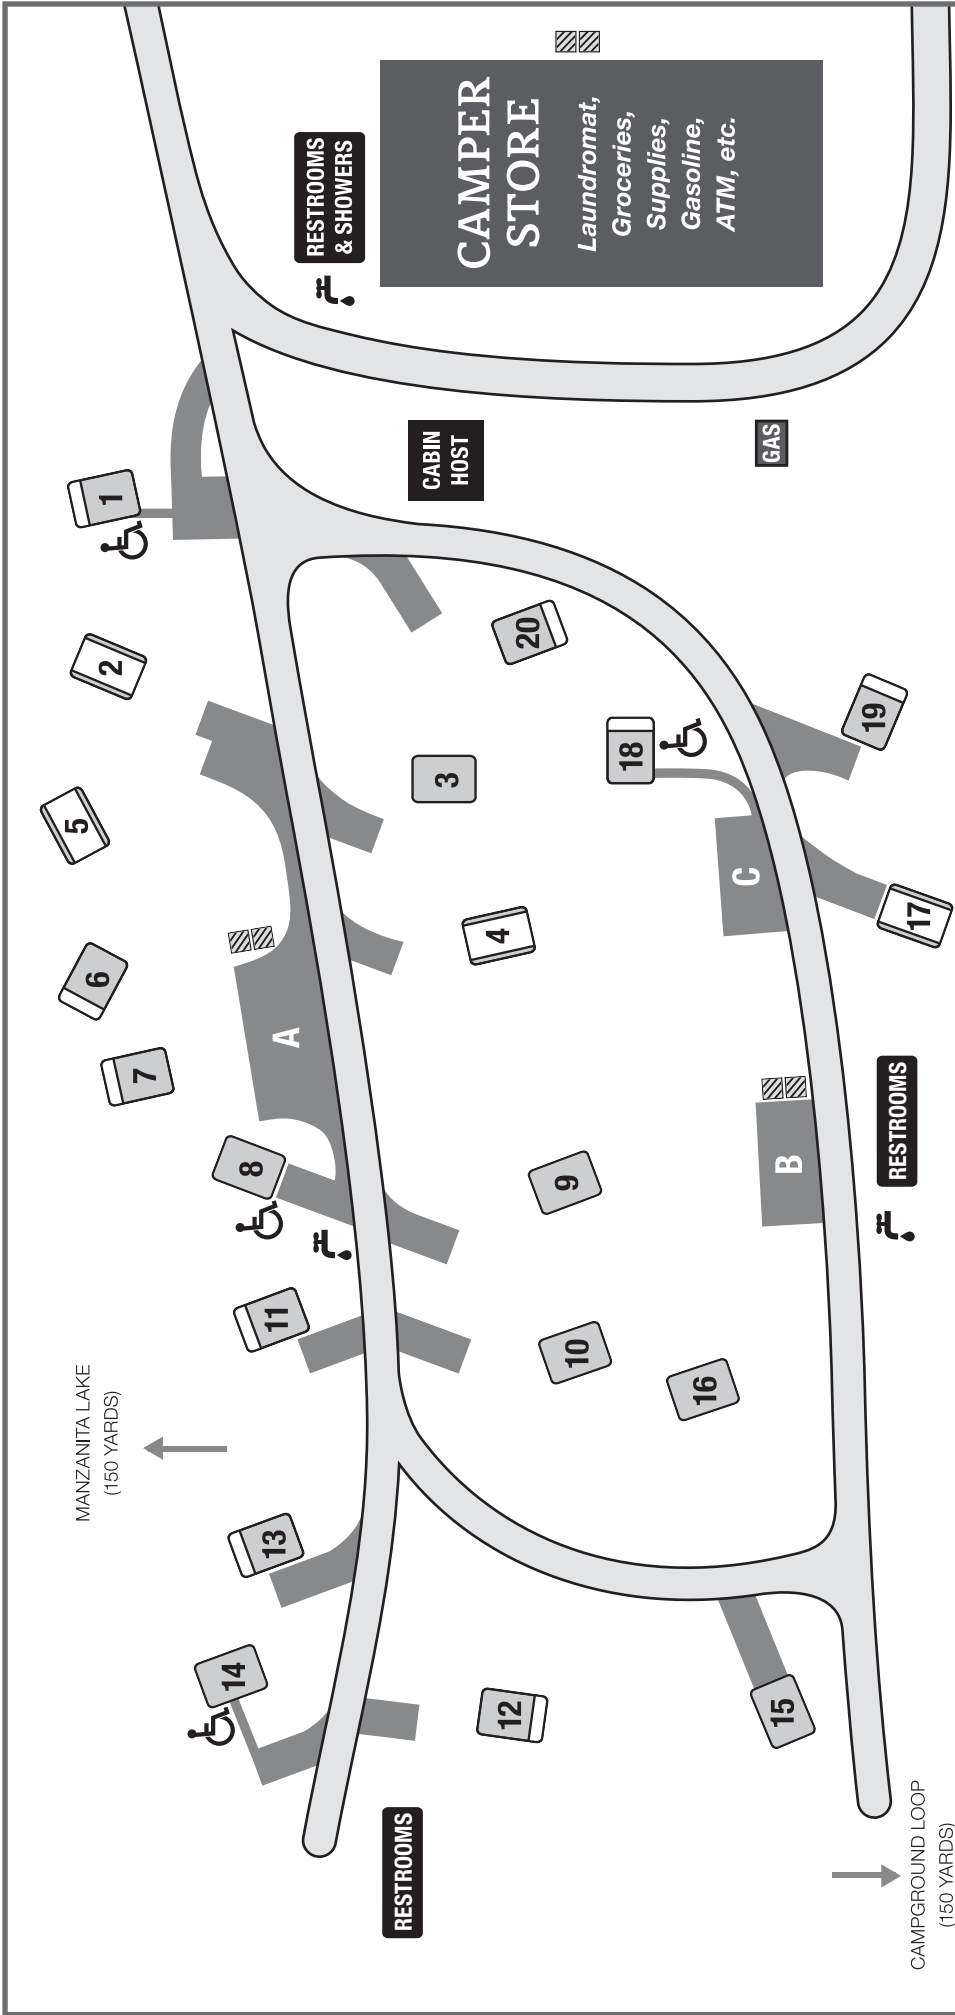 MANZANITA LAKE
(150 YARDS)
RESTROOMS
& SHOWERS
CAMPER
STORE
Laundromat,
Groceries,
Supplies,
Gasoline,
ATM, etc.
CABIN
HOST
GAS
1
2
5
6
7
8
11
13
14
A
3
4
9
10
16
12
20
18
C
B
19
17
15
RESTROOMS
RESTROOMS
CAMPGROUND LOOP
(150 YARDS)